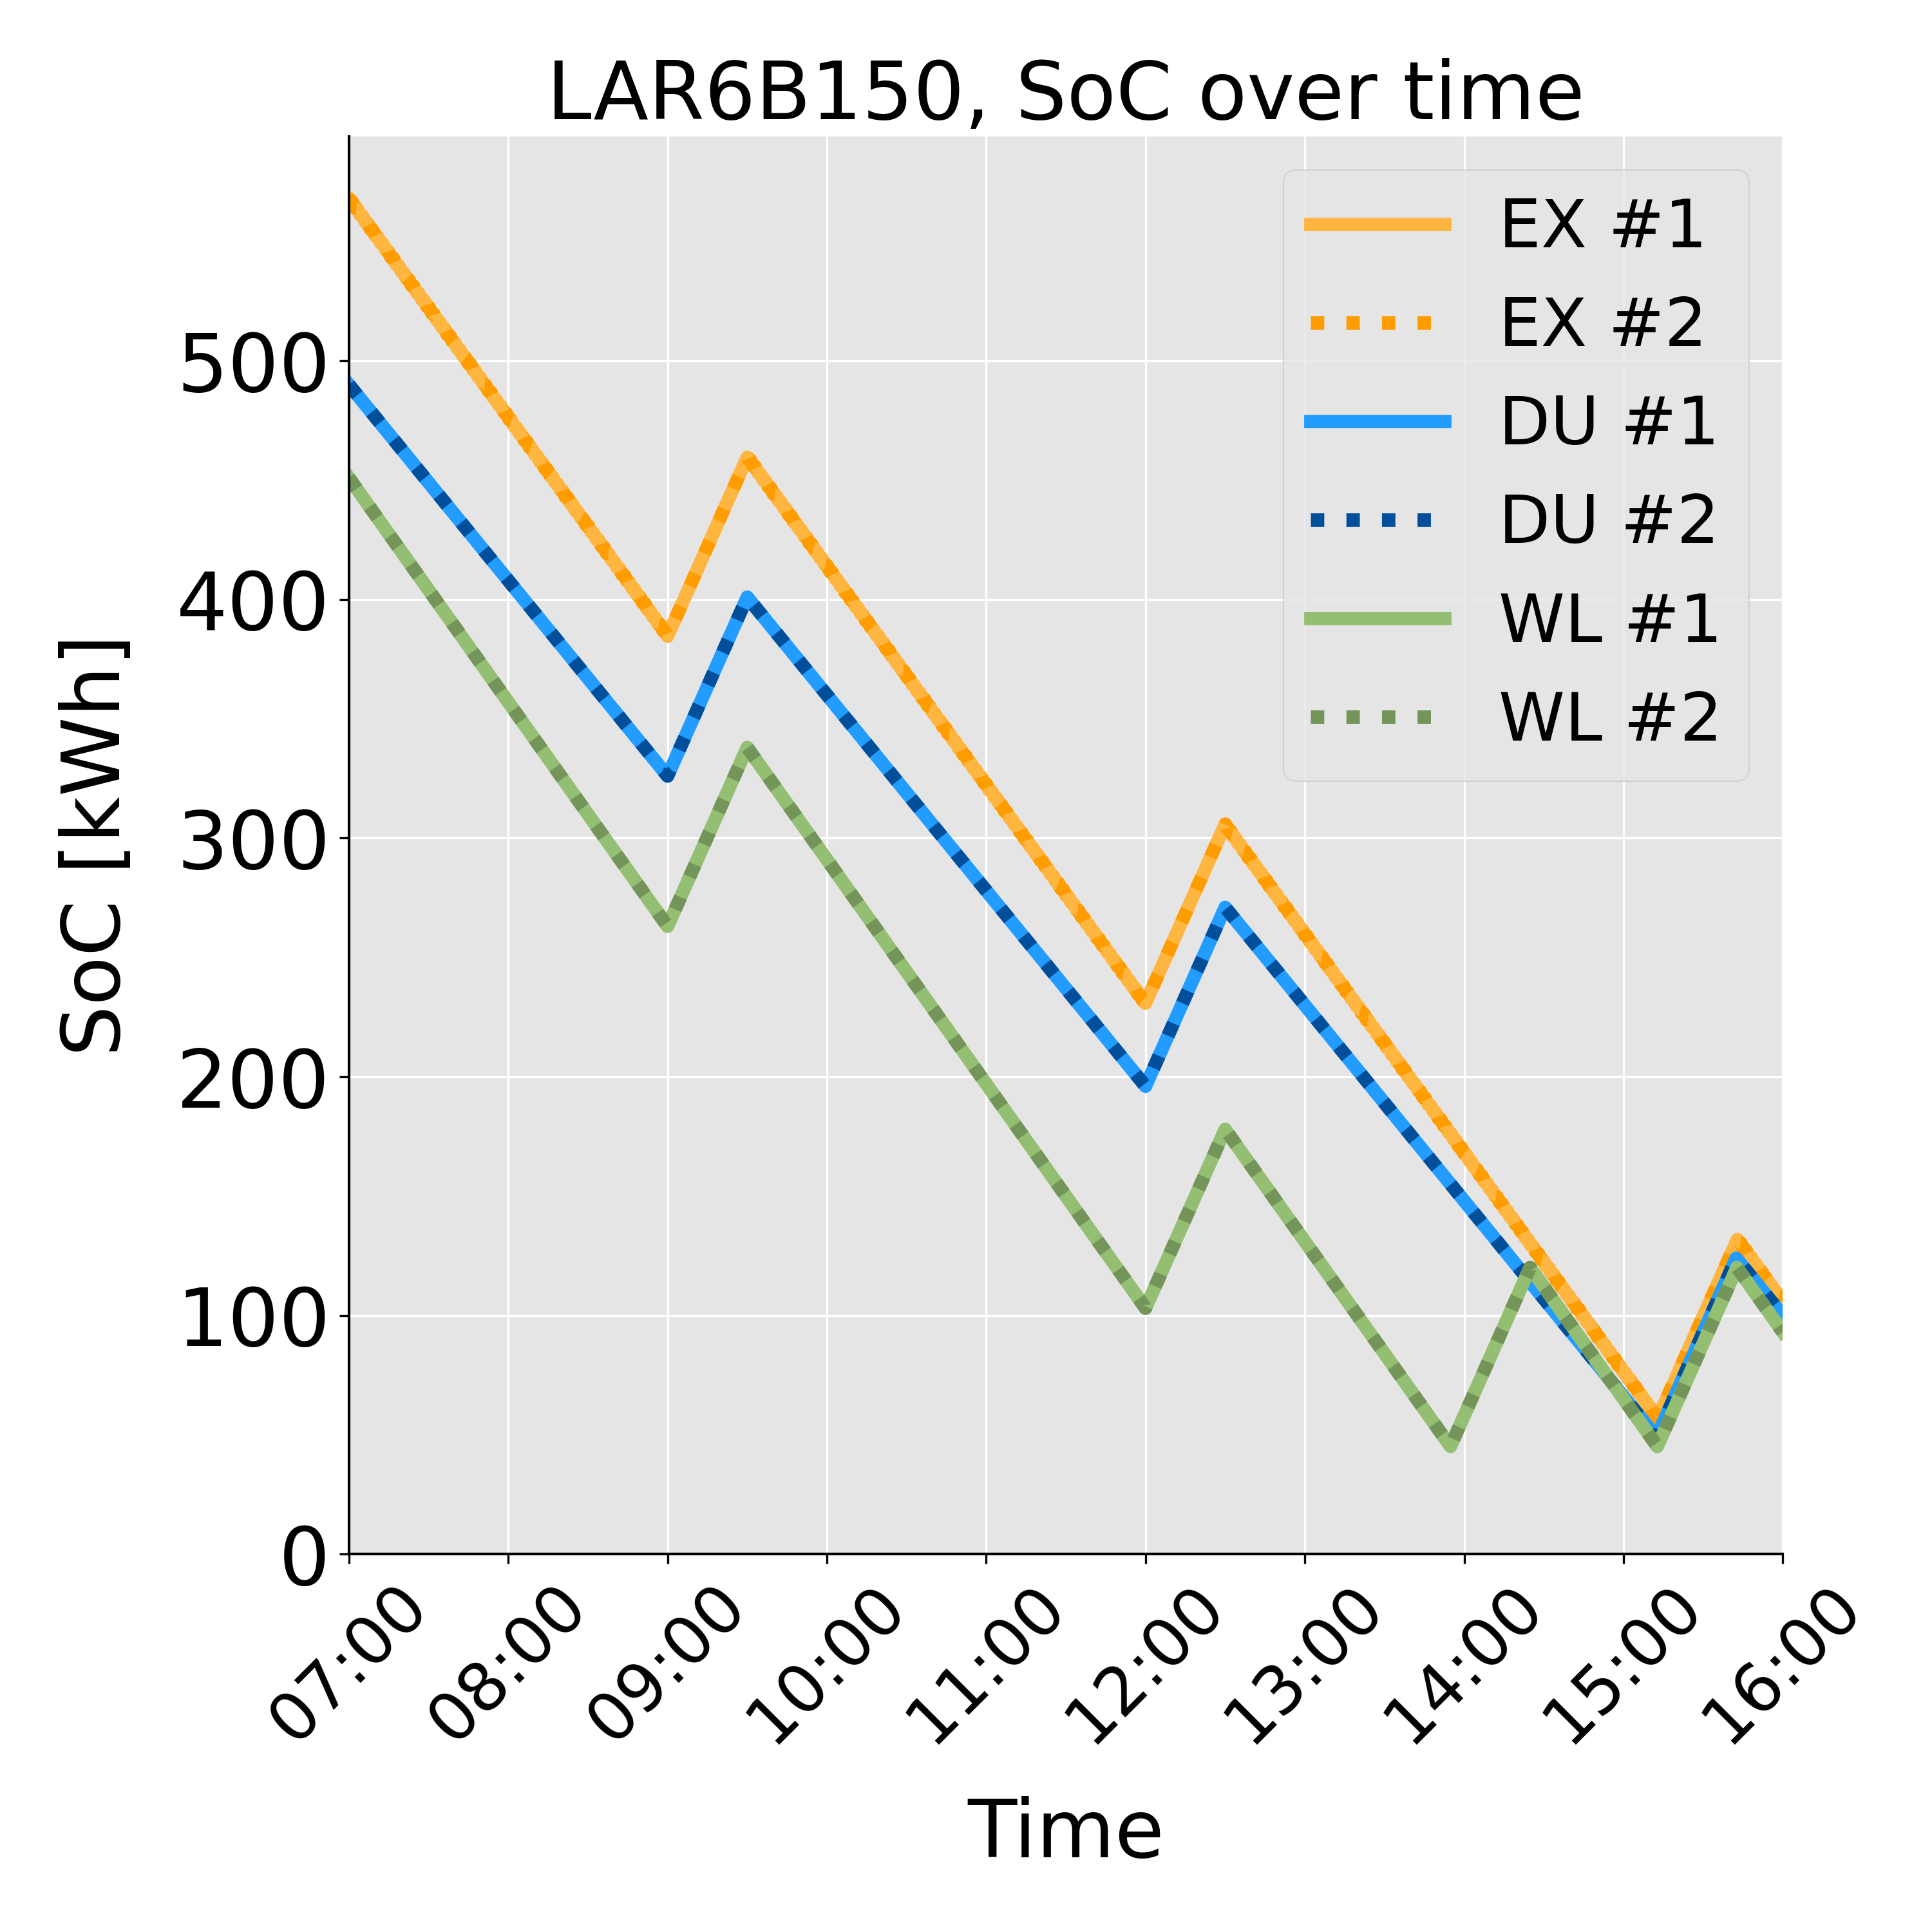 LAR6B150, SoC over time
EX #1
EX #2
DU #1
DU #2
WL #1
WL #2
SoC [kWh]
500
400
300
200
100
0
07:00
08:00
09:00
10:00
11:00
12:00
13:00
14:00
15:00
16:00
Time